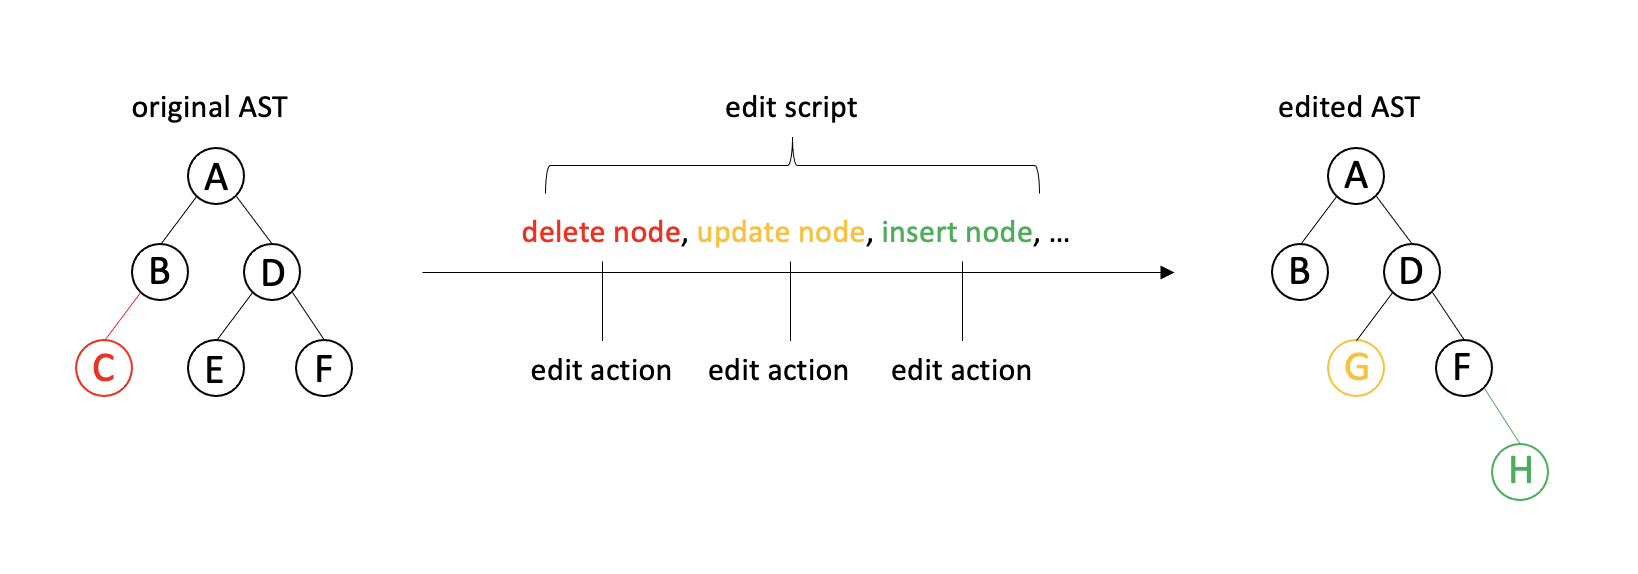 original AST
edit script
edited AST
A
A
delete node, update node, insert node, ...
B
D
B
D
C
E
F
edit action
edit action
edit action
G
F
H